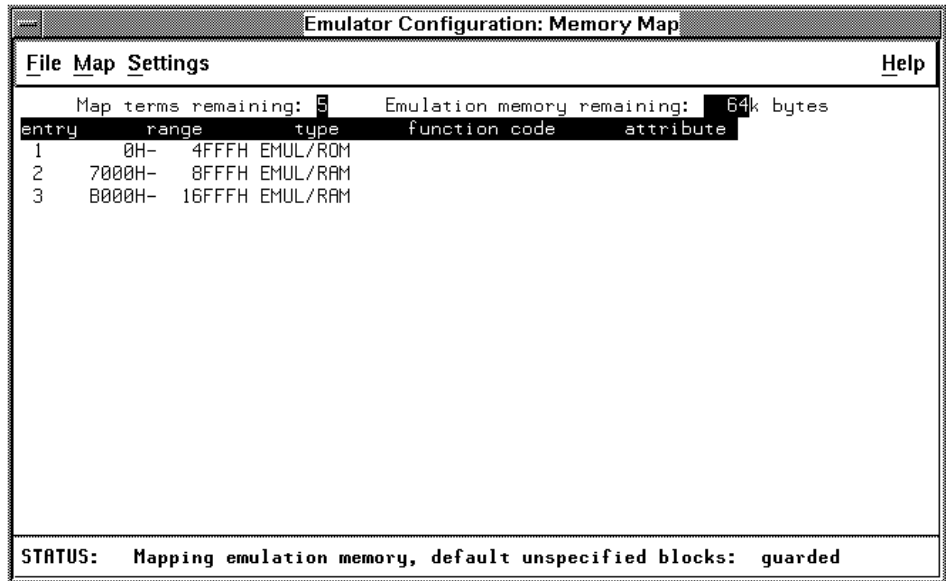 Emulator Configuration: Memory Map
File Map Settings Help
Map terms remaining: 5 Emulation memory remaining: 64k bytes
entry range type function code attribute
1 0H- 4FFFH EMUL/ROM
2 7000H- 8FFFH EMUL/RAM
3 B000H- 16FFFH EMUL/RAM
STATUS: Mapping emulation memory, default unspecified blocks: guarded